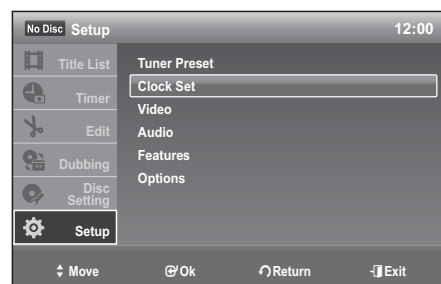 No Disc Setup 12:00
Title List
Timer
Edit
Dubbing
Disc
Setting
Setup
Tuner Preset
Clock Set
Video
Audio
Features
Options
Move Ok Return Exit